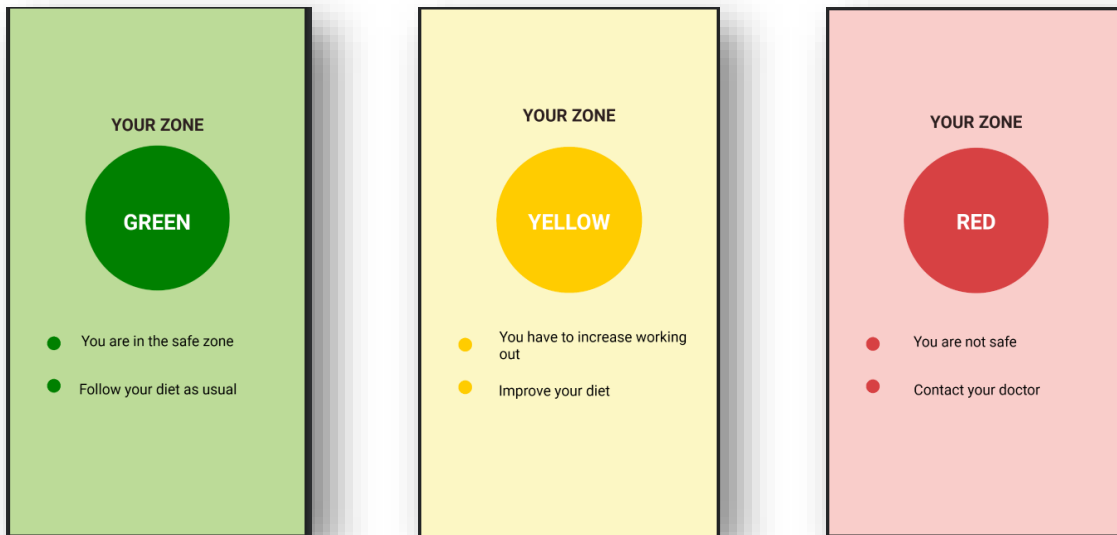 YOUR ZONE
GREEN
You are in the safe zone
Follow your diet as usual
YOUR ZONE
YELLOW
You have to increase working
out
Improve your diet
YOUR ZONE
RED
You are not safe
Contact your doctor